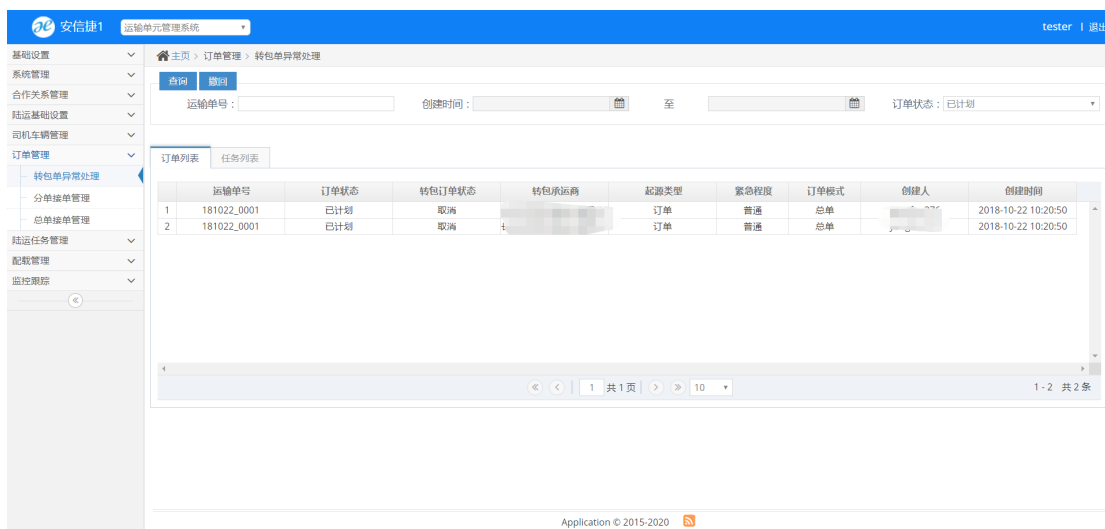 安信捷1 运输单元管理系统 tester | 退出
基础设置
系统管理
合作关系管理
陆运基础设置
司机车辆管理
订单管理
转包单异常处理
分单接单管理
总单接单管理
陆运任务管理
配载管理
监控跟踪
主页 > 订单管理 > 转包单异常处理
查询 撤回
运输单号： 创建时间： 至 订单状态： 已计划
订单列表 任务列表
运输单号 订单状态 转包订单状态 转包承运商 起源类型 紧急程度 订单模式 创建人 创建时间
1 181022_0001 已计划 取消 订单 普通 总单 2018-10-22 10:20:50
2 181022_0001 已计划 取消 订单 普通 总单 2018-10-22 10:20:50
1 共1页 10 1 - 2 共2条
Application © 2015-2020